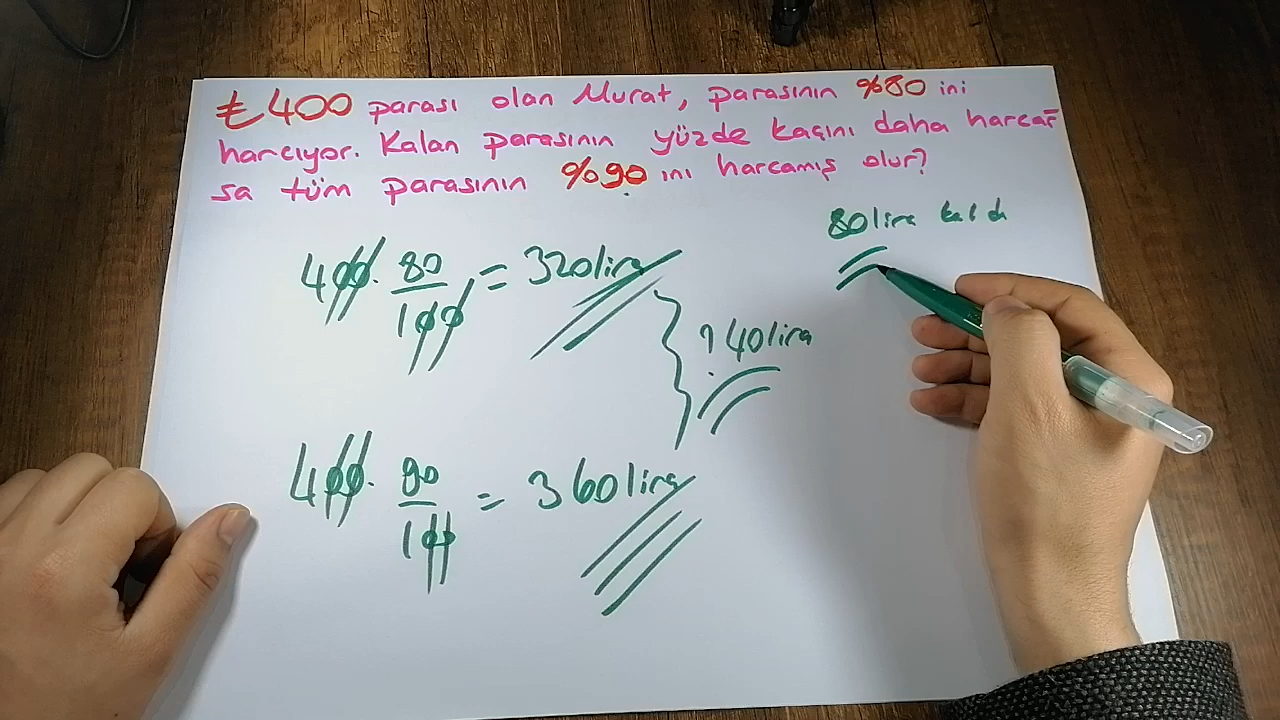 ₺400 parası olan Murat, parasının %80 ini
harcıyor. Kalan parasının yüzde kaçını daha harcar
sa tüm parasının %90 ını harcamış olur?
80 lira kaldı
400. 80/100 = 320 lira
? 40 lira
400. 90/100 = 360 lira